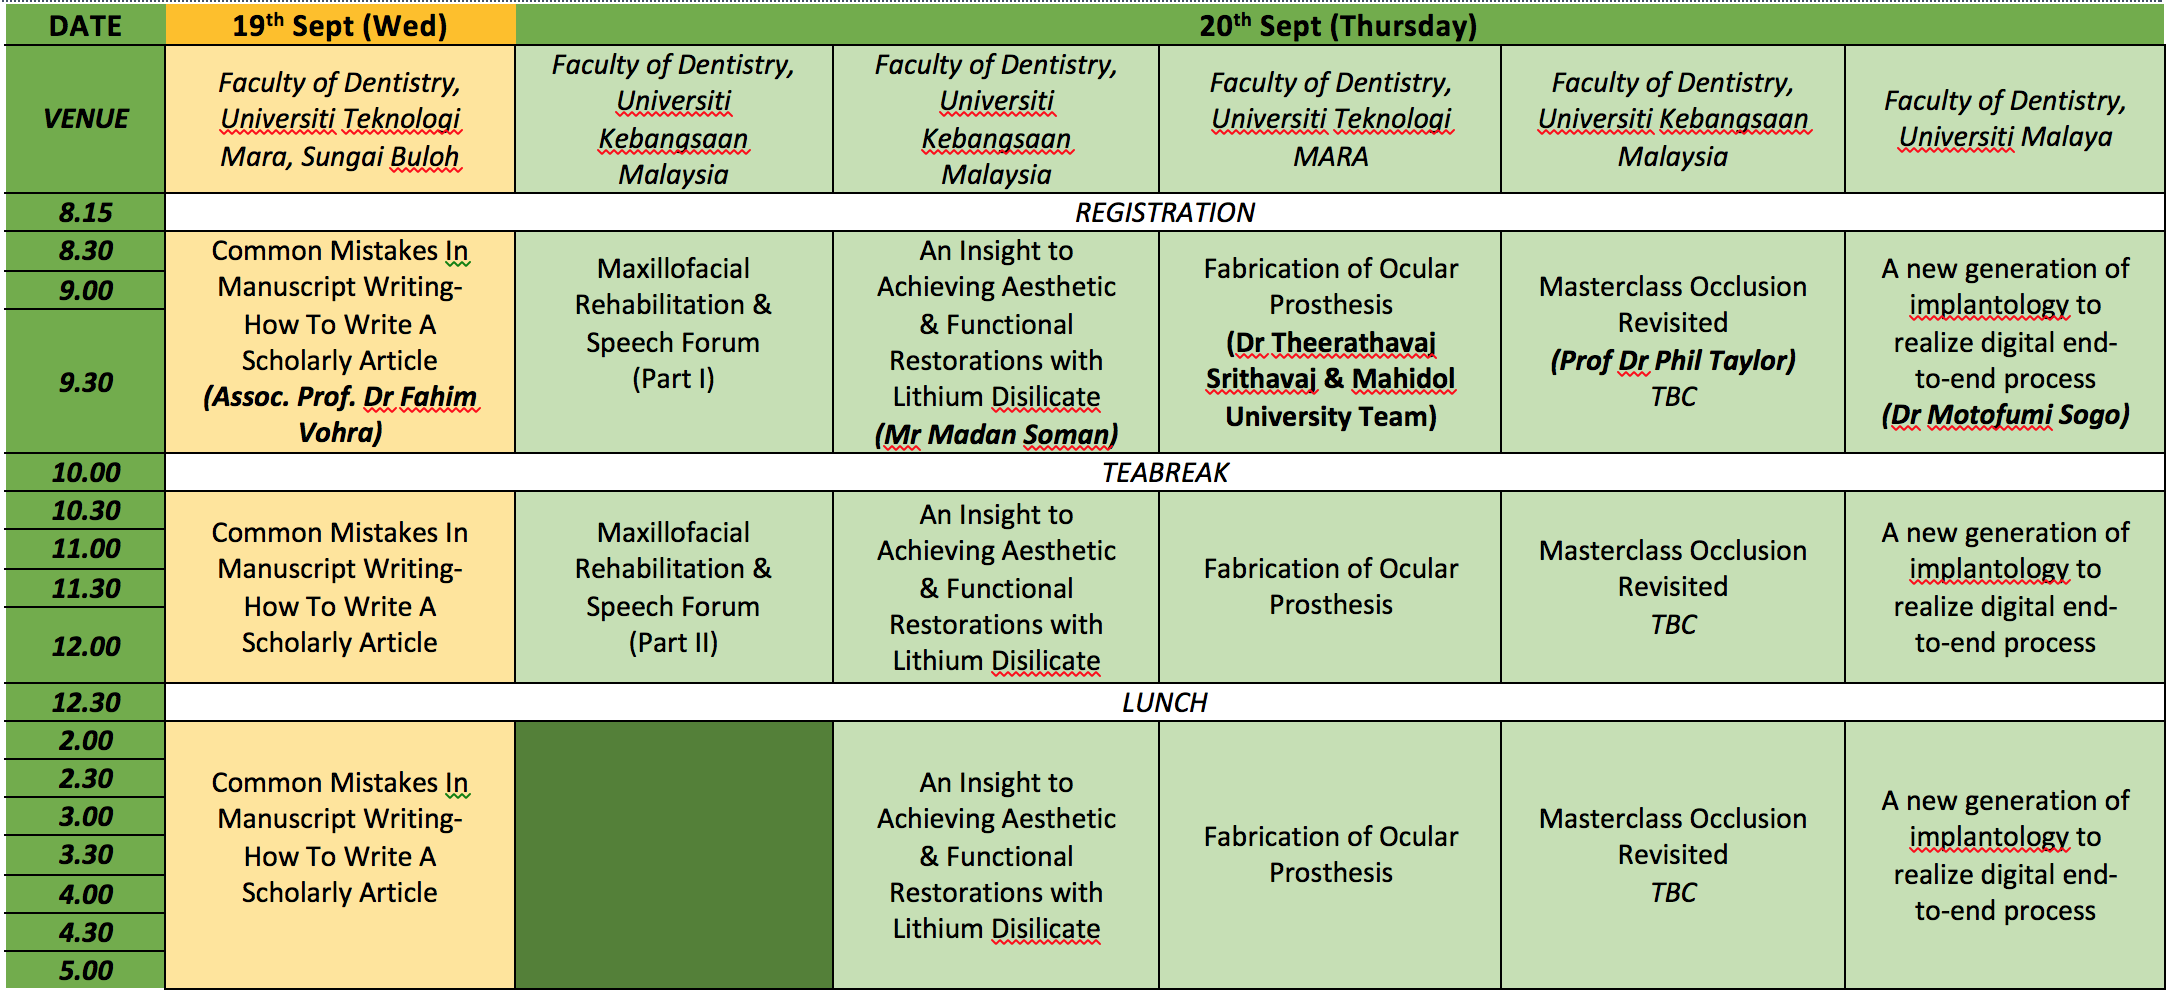 DATE
19th Sept (Wed)
20th Sept (Thursday)
VENUE
Faculty of Dentistry,
Universiti Teknologi
Mara, Sungai Buloh
Faculty of Dentistry,
Universiti
Kebangsaan
Malaysia
Faculty of Dentistry,
Universiti
Kebangsaan
Malaysia
Faculty of Dentistry,
Universiti Teknologi
MARA
Faculty of Dentistry,
Universiti Kebangsaan
Malaysia
Faculty of Dentistry,
Universiti Malaya
8.15
REGISTRATION
8.30
9.00
9.30
Common Mistakes In
Manuscript Writing-
How To Write A
Scholarly Article
(Assoc. Prof. Dr Fahim
Vohra)
Maxillofacial
Rehabilitation &
Speech Forum
(Part I)
An Insight to
Achieving Aesthetic
& Functional
Restorations with
Lithium Disilicate
(Mr Madan Soman)
Fabrication of Ocular
Prosthesis
(Dr Theerathavaj
Srithavaj & Mahidol
University Team)
Masterclass Occlusion
Revisited
(Prof Dr Phil Taylor)
TBC
A new generation of
implantology to
realize digital end-
to-end process
(Dr Motofumi Sogo)
10.00
TEABREAK
10.30
11.00
11.30
12.00
Common Mistakes In
Manuscript Writing-
How To Write A
Scholarly Article
Maxillofacial
Rehabilitation &
Speech Forum
(Part II)
An Insight to
Achieving Aesthetic
& Functional
Restorations with
Lithium Disilicate
Fabrication of Ocular
Prosthesis
Masterclass Occlusion
Revisited
TBC
A new generation of
implantology to
realize digital end-
to-end process
12.30
LUNCH
2.00
2.30
3.00
3.30
4.00
4.30
5.00
Common Mistakes In
Manuscript Writing-
How To Write A
Scholarly Article
An Insight to
Achieving Aesthetic
& Functional
Restorations with
Lithium Disilicate
Fabrication of Ocular
Prosthesis
Masterclass Occlusion
Revisited
TBC
A new generation of
implantology to
realize digital end-
to-end process